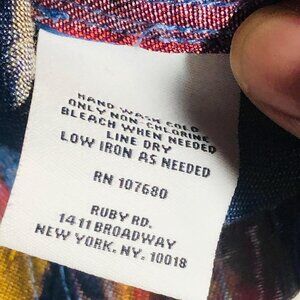 HAND WASH COLD
ONLY NON-CHLORINE
BLEACH WHEN NEEDED
LINE DRY
LOW IRON AS NEEDED
RN 107680
RUBY RD.
1411 BROADWAY
NEW YORK, NY. 10018